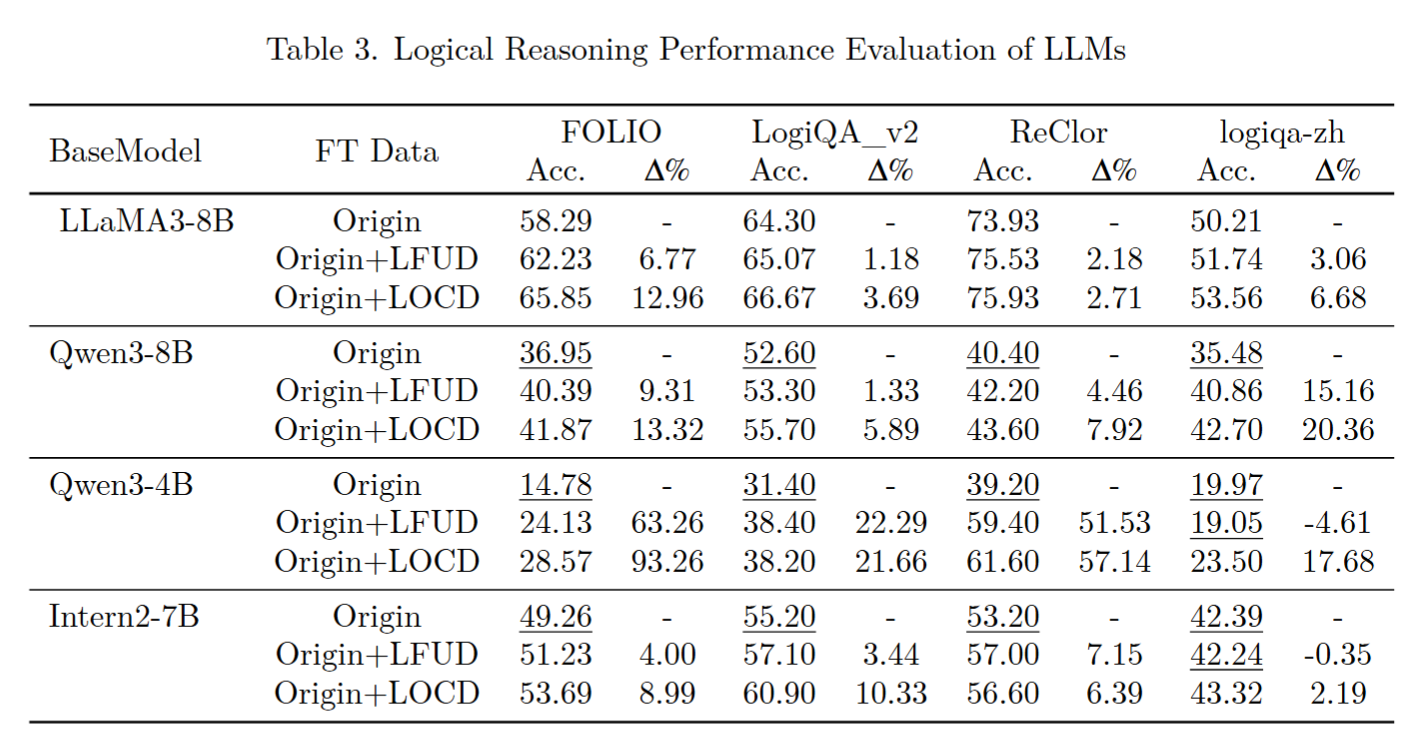 Table 3. Logical Reasoning Performance Evaluation of LLMs
BaseModel FT Data FOLIO LogiQA_v2 ReClor logiqa-zh
Acc. Δ% Acc. Δ% Acc. Δ% Acc. Δ%
LLaMA3-8B Origin 58.29 - 64.30 - 73.93 - 50.21 -
Origin+LFUD 62.23 6.77 65.07 1.18 75.53 2.18 51.74 3.06
Origin+LOCD 65.85 12.96 66.67 3.69 75.93 2.71 53.56 6.68
Qwen3-8B Origin 36.95 - 52.60 - 40.40 - 35.48 -
Origin+LFUD 40.39 9.31 53.30 1.33 42.20 4.46 40.86 15.16
Origin+LOCD 41.87 13.32 55.70 5.89 43.60 7.92 42.70 20.36
Qwen3-4B Origin 14.78 - 31.40 - 39.20 - 19.97 -
Origin+LFUD 24.13 63.26 38.40 22.29 59.40 51.53 19.05 -4.61
Origin+LOCD 28.57 93.26 38.20 21.66 61.60 57.14 23.50 17.68
Intern2-7B Origin 49.26 - 55.20 - 53.20 - 42.39 -
Origin+LFUD 51.23 4.00 57.10 3.44 57.00 7.15 42.24 -0.35
Origin+LOCD 53.69 8.99 60.90 10.33 56.60 6.39 43.32 2.19